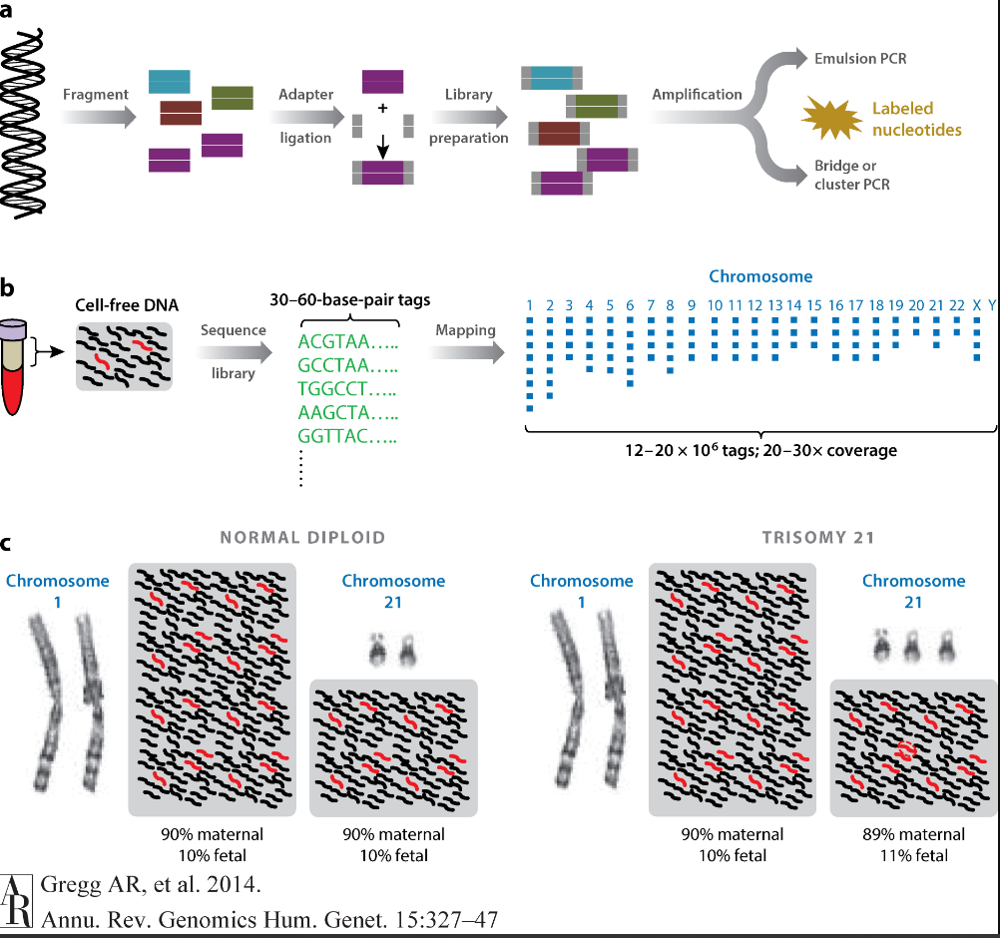 a
Fragment
Adapter
ligation
+
Library
preparation
Amplification
Emulsion PCR
Labeled
nucleotides
Bridge or
cluster PCR
b
Cell-free DNA
Sequence
library
30–60-base-pair tags
ACGTAA.....
GCCTAA.....
TGGCCT.....
AAGCTA.....
GGTTAC.....
Mapping
Chromosome
1 2 3 4 5 6 7 8 9 10 11 12 13 14 15 16 17 18 19 20 21 22 X Y
12–20 × 10⁶ tags; 20–30× coverage
c
NORMAL DIPLOID
Chromosome
1
90% maternal
10% fetal
Chromosome
21
90% maternal
10% fetal
TRISOMY 21
Chromosome
1
90% maternal
10% fetal
Chromosome
21
89% maternal
11% fetal
AR
Gregg AR, et al. 2014.
Annu. Rev. Genomics Hum. Genet. 15:327–47